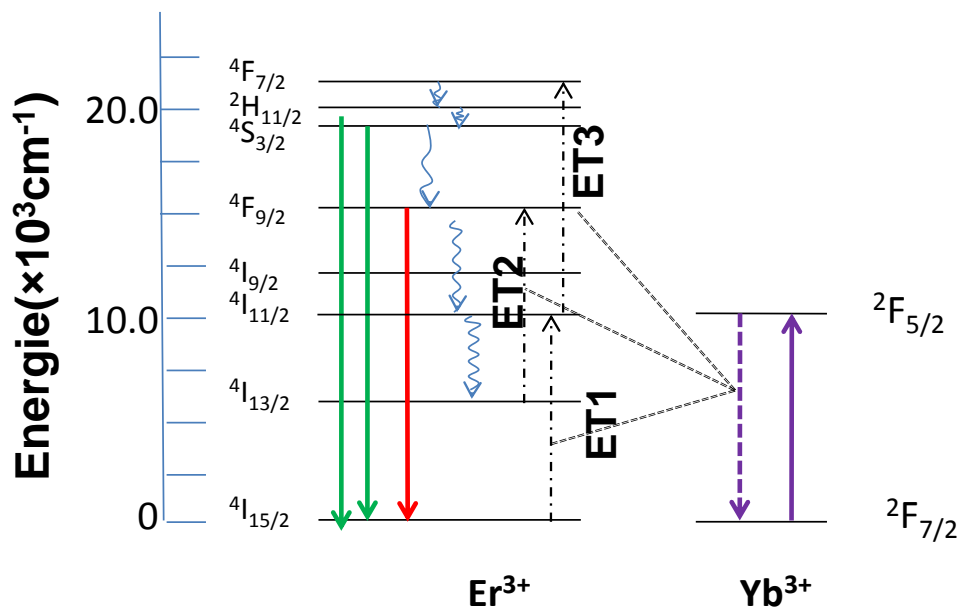 Energie(×10³cm⁻¹)
20.0
10.0
0
⁴F₇/₂
²H₁₁/₂
⁴S₃/₂
⁴F₉/₂
⁴I₉/₂
⁴I₁₁/₂
⁴I₁₃/₂
⁴I₁₅/₂
ET3
ET2
ET1
²F₅/₂
²F₇/₂
Er³⁺
Yb³⁺